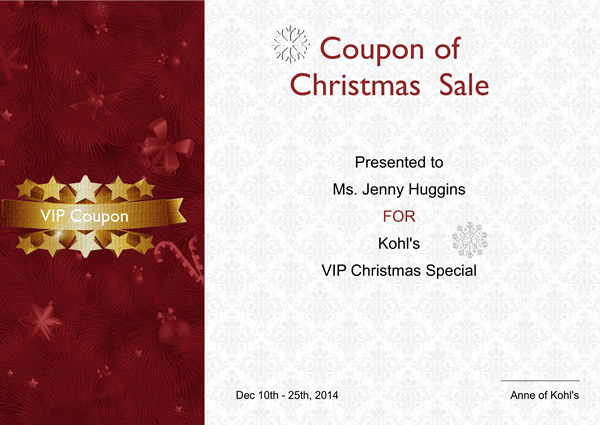 Coupon of
Christmas Sale
Presented to
Ms. Jenny Huggins
FOR
Kohl's
VIP Christmas Special
VIP Coupon
Dec 10th - 25th, 2014
Anne of Kohl's